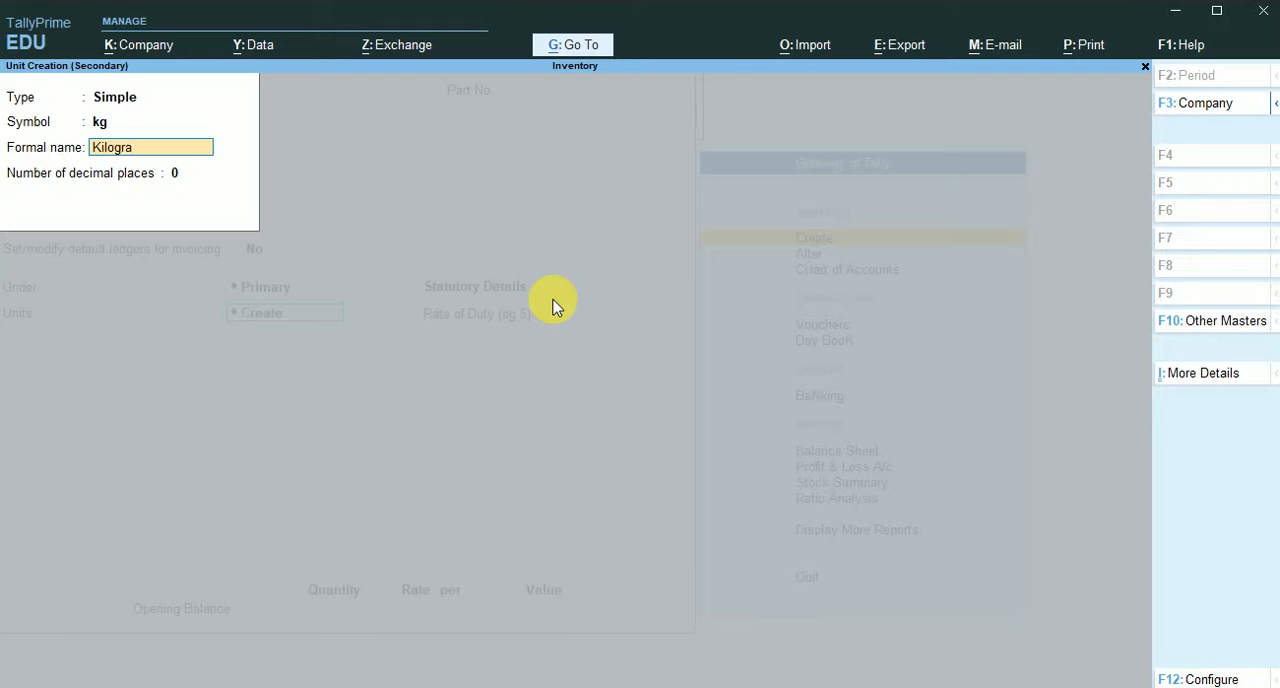 TallyPrime
EDU
MANAGE
K: Company
Y: Data
Z: Exchange
G: Go To
O: Import
E: Export
M: E-mail
P: Print
F1: Help
Unit Creation (Secondary)
Inventory
x
Type : Simple
Symbol : kg
Formal name: Kilogra
Number of decimal places : 0
Part No.
Set/modify default ledgers for invoicing No
Under
♦ Primary
Statutory Details
Units
♦ Create
Rate of Duty (eg 5)
Quantity
Rate per
Value
Opening Balance
Gateway of Tally
Create
Alter
CHart of Accounts
Vouchers
Day BooK
BaNking
Balance Sheet
Profit & Loss A/c
Stock Summary
Ratio Analysis
Display More Reports
Quit
F2: Period
F3: Company
F4
F5
F6
F7
F8
F9
F10: Other Masters
I: More Details
F12: Configure